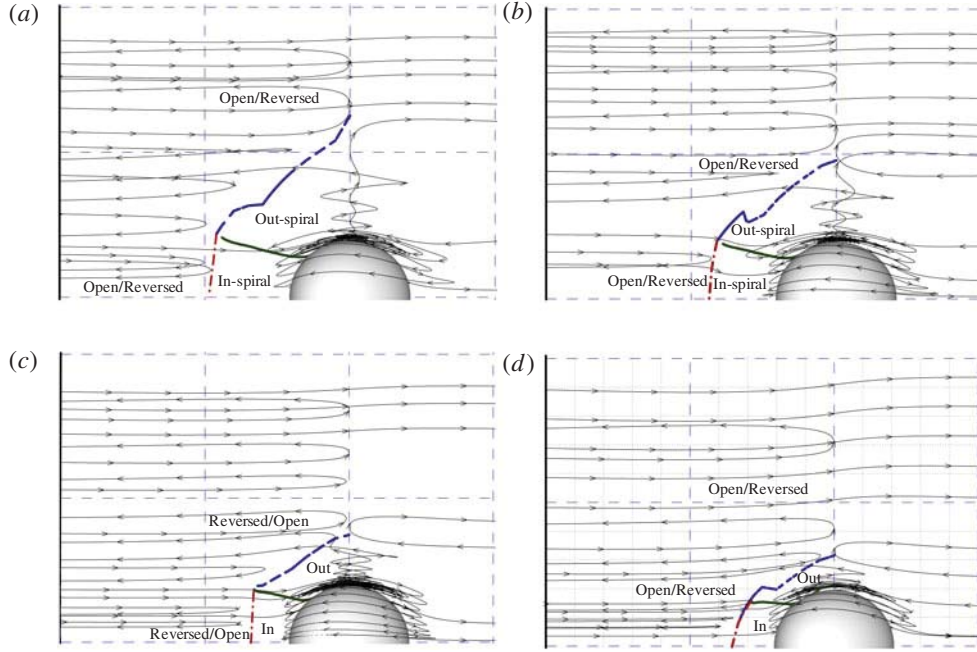 (a)
Open/Reversed
Out-spiral
Open/Reversed
In-spiral
(b)
Open/Reversed
Out-spiral
Open/Reversed
In-spiral
(c)
Reversed/Open
Out
Reversed/Open
In
(d)
Open/Reversed
Out
Open/Reversed
In